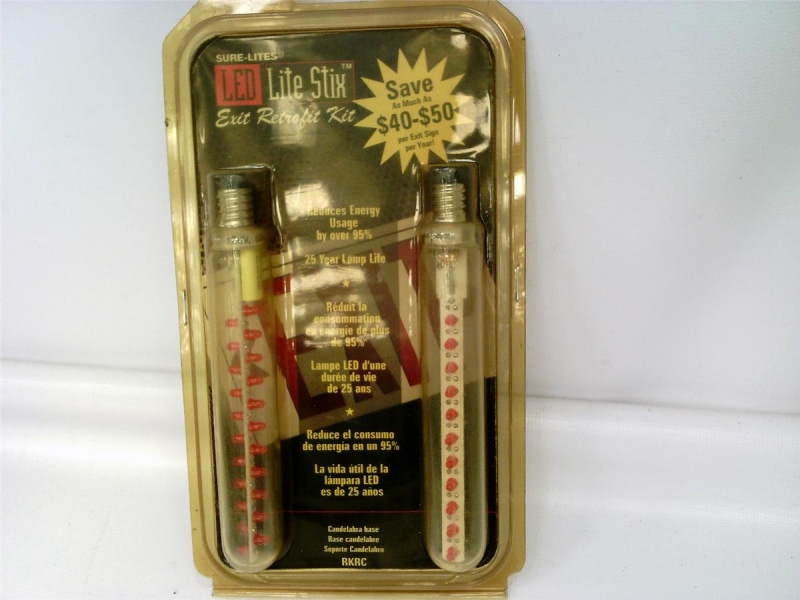 SURE-LITES®
LED Lite Stix™
Exit Retrofit Kit
Save
As Much As
$40-$50
per Exit Sign
per Year!
Reduces Energy
Usage
by over 95%
25 Year Lamp Life
Réduit la
consommation
en énergie de plus
de 95%
Lampe LED d'une
durée de vie
de 25 ans
Reduce el consumo
de energía en un 95%
La vida útil de la
lámpara LED
es de 25 años
EXIT
Candelabra base
Base candelabre
Soporte Candelabro
RKRC